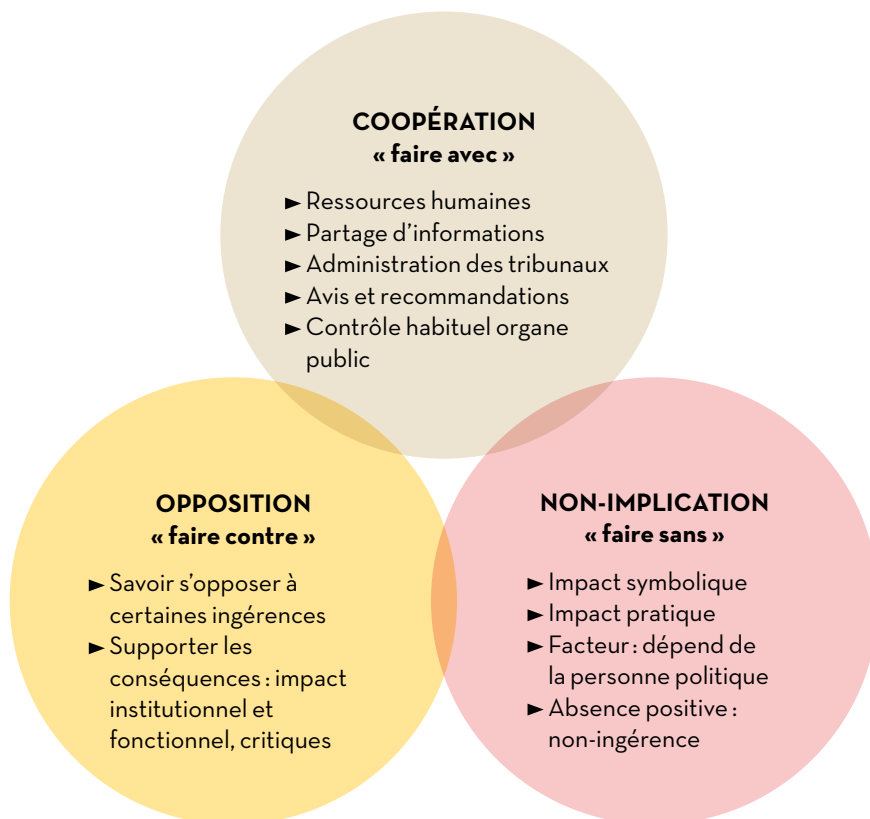 COOPÉRATION
« faire avec »
► Ressources humaines
► Partage d’informations
► Administration des tribunaux
► Avis et recommandations
► Contrôle habituel organe
public
OPPOSITION
« faire contre »
► Savoir s’opposer à
certaines ingérences
► Supporter les
conséquences : impact
institutionnel et
fonctionnel, critiques
NON-IMPLICATION
« faire sans »
► Impact symbolique
► Impact pratique
► Facteur : dépend de
la personne politique
► Absence positive :
non-ingérence